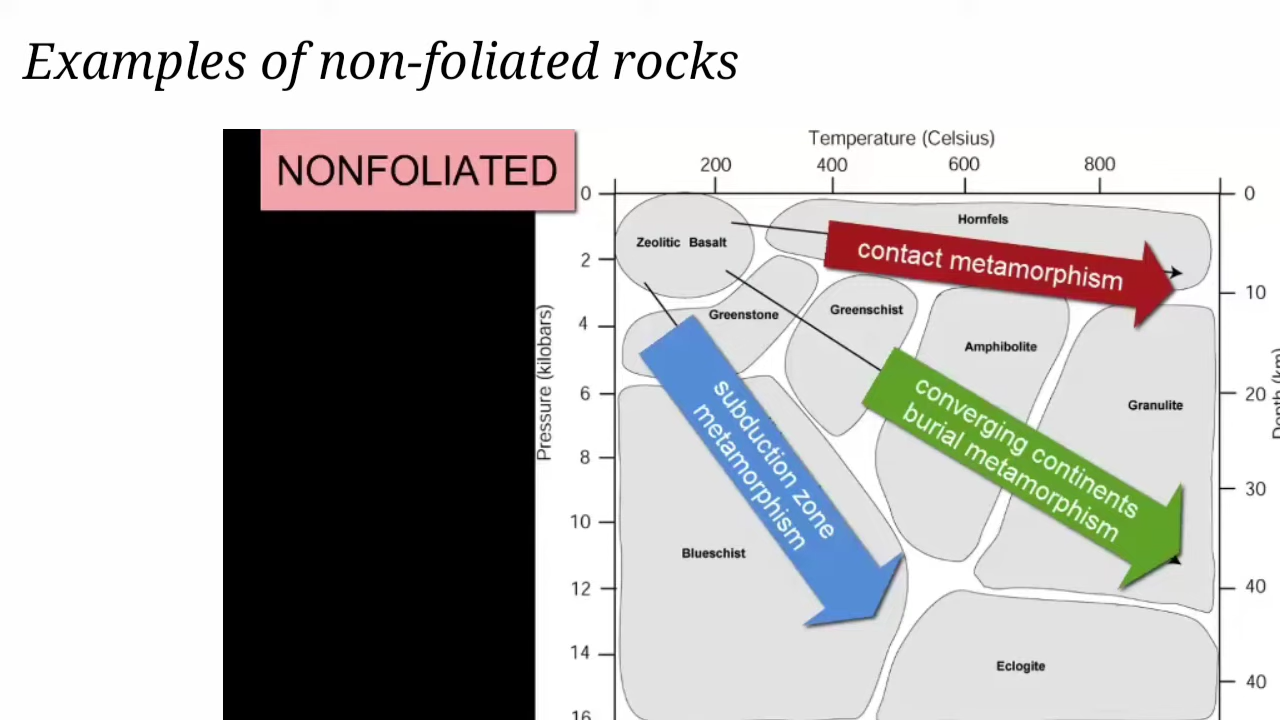 Examples of non-foliated rocks
NONFOLIATED
Temperature (Celsius)
200 400 600 800
0 0
Hornfels
Zeolitic Basalt
contact metamorphism
2
10
Greenstone
Greenschist
4
Amphibolite
Pressure (kilobars)
Depth (km)
6
20
Granulite
subduction zone
metamorphism
converging continents
burial metamorphism
8
30
10
Blueschist
12
40
14
Eclogite
40
16